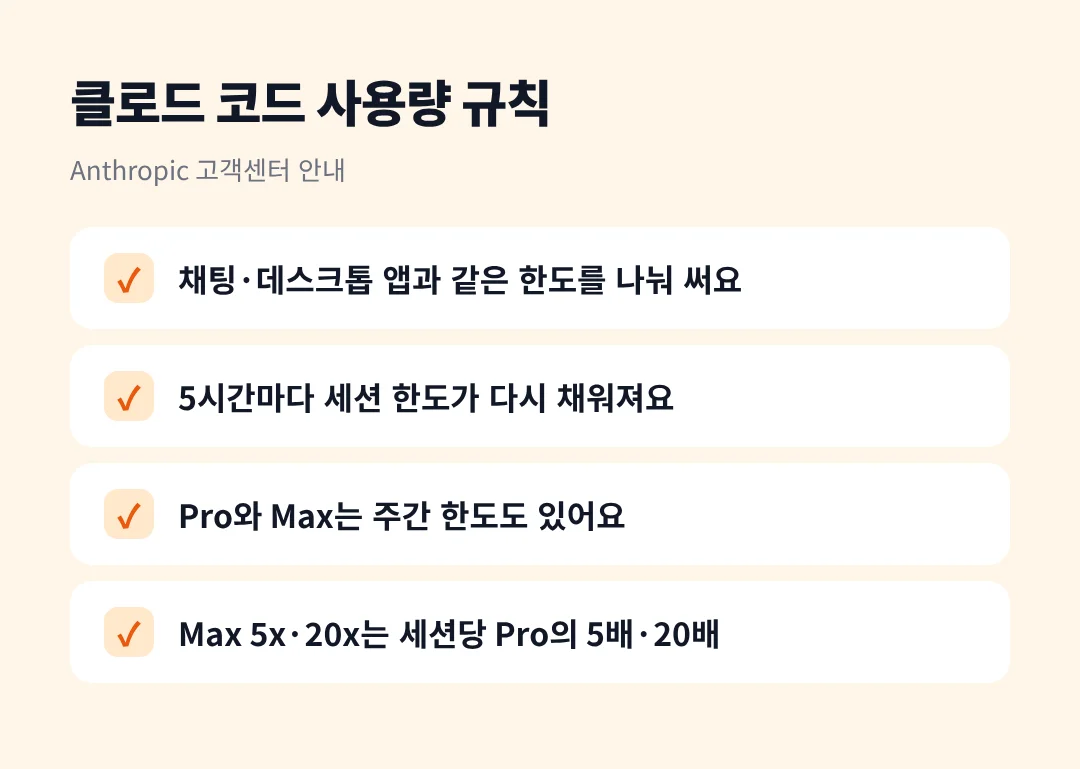 클로드 코드 사용량 규칙
Anthropic 고객센터 안내
✓ 채팅·데스크톱 앱과 같은 한도를 나눠 써요
✓ 5시간마다 세션 한도가 다시 채워져요
✓ Pro와 Max는 주간 한도도 있어요
✓ Max 5x·20x는 세션당 Pro의 5배·20배